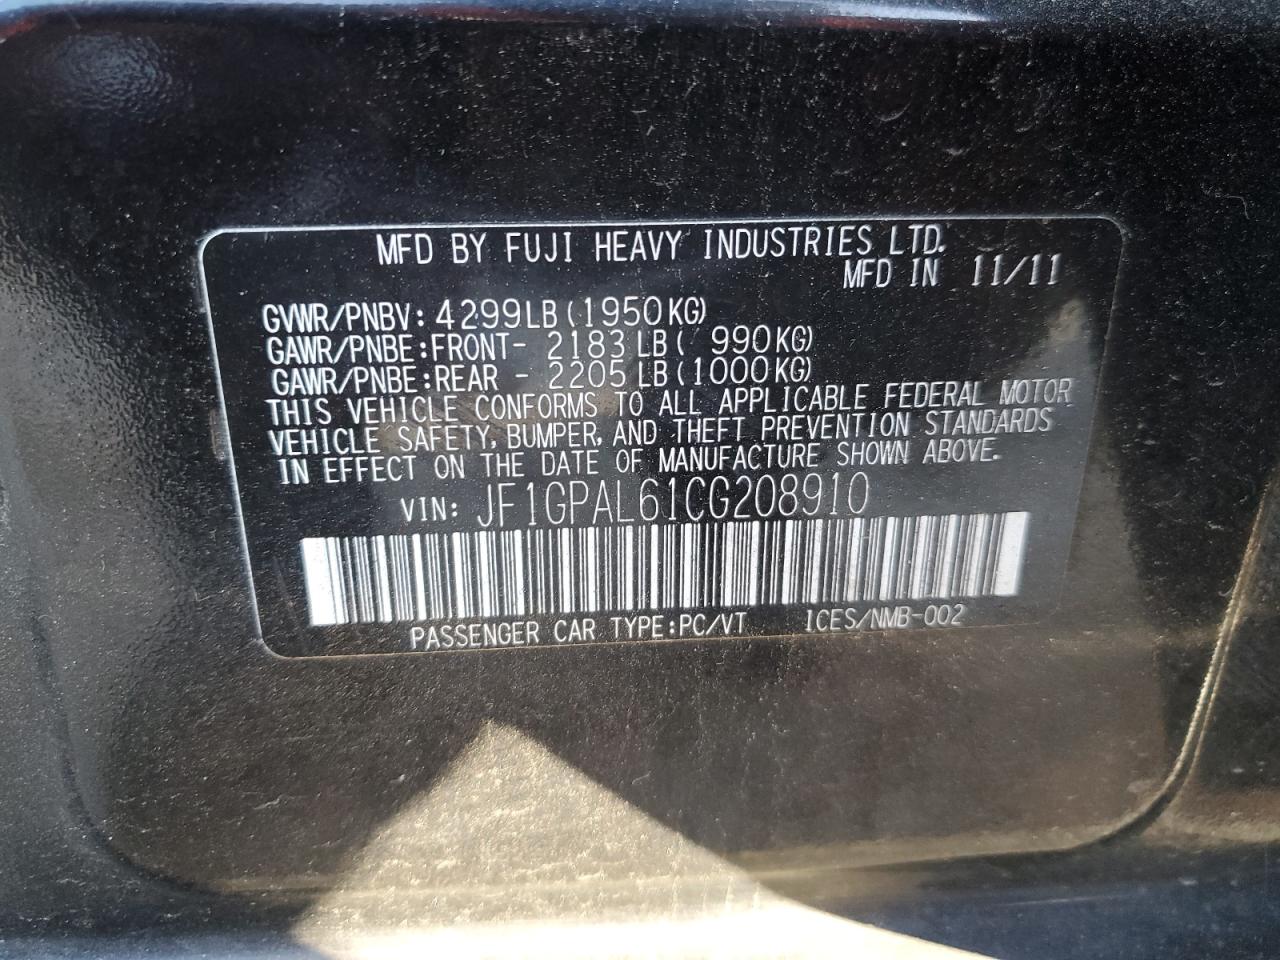 MFD BY FUJI HEAVY INDUSTRIES LTD.
MFD IN 11/11
GVWR/PNBV: 4299LB(1950KG)
GAWR/PNBE:FRONT- 2183LB( 990KG)
GAWR/PNBE:REAR - 2205LB(1000KG)
THIS VEHICLE CONFORMS TO ALL APPLICABLE FEDERAL MOTOR
VEHICLE SAFETY, BUMPER, AND THEFT PREVENTION STANDARDS
IN EFFECT ON THE DATE OF MANUFACTURE SHOWN ABOVE.
VIN: JF1GPAL61CG208910
PASSENGER CAR TYPE:PC/VT ICES/NMB-002